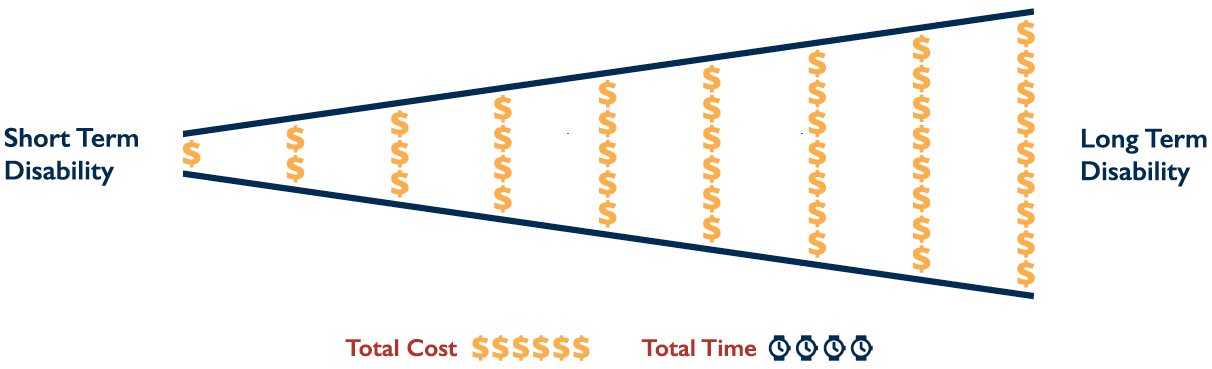 $ $ $ $ $ $ $ $ $
$ $ $ $ $ $ $ $
$ $ $ $ $ $ $
$ $ $ $ $ $
$ $ $ $ $
$ $ $ $
$ $ $
$ $
$
Short Term
Disability
Long Term
Disability
Total Cost $$$$$$ Total Time